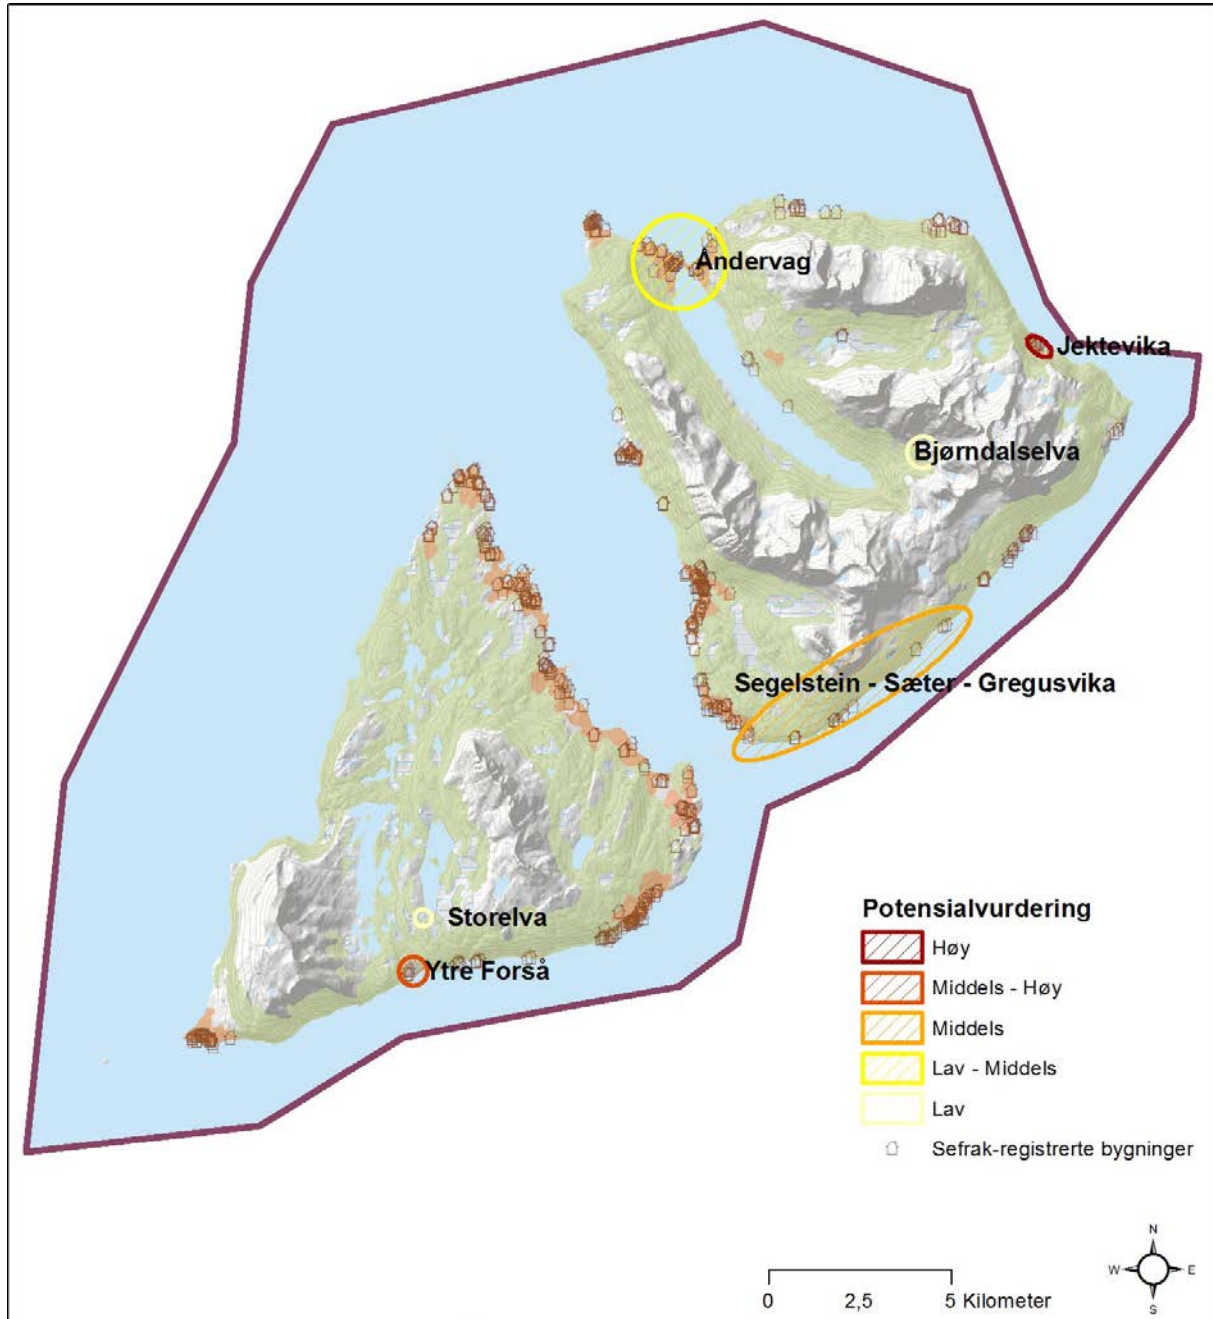 Åndervag
Jektevika
Bjørndalselva
Segelstein - Sæter - Gregusvika
Storelva
Ytre Forså
Potensialvurdering
Høy
Middels - Høy
Middels
Lav - Middels
Lav
Sefrak-registrerte bygninger
N
W E
S
0 2,5 5 Kilometer